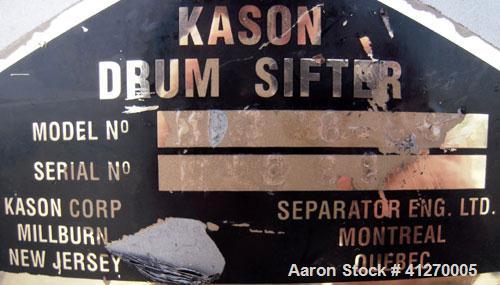 KASON
DRUM SIFTER
MODEL Nº
SERIAL Nº
KASON CORP
MILLBURN
NEW JERSEY
SEPARATOR ENG. LTD.
MONTREAL
QUEBEC
Aaron Stock # 41270005